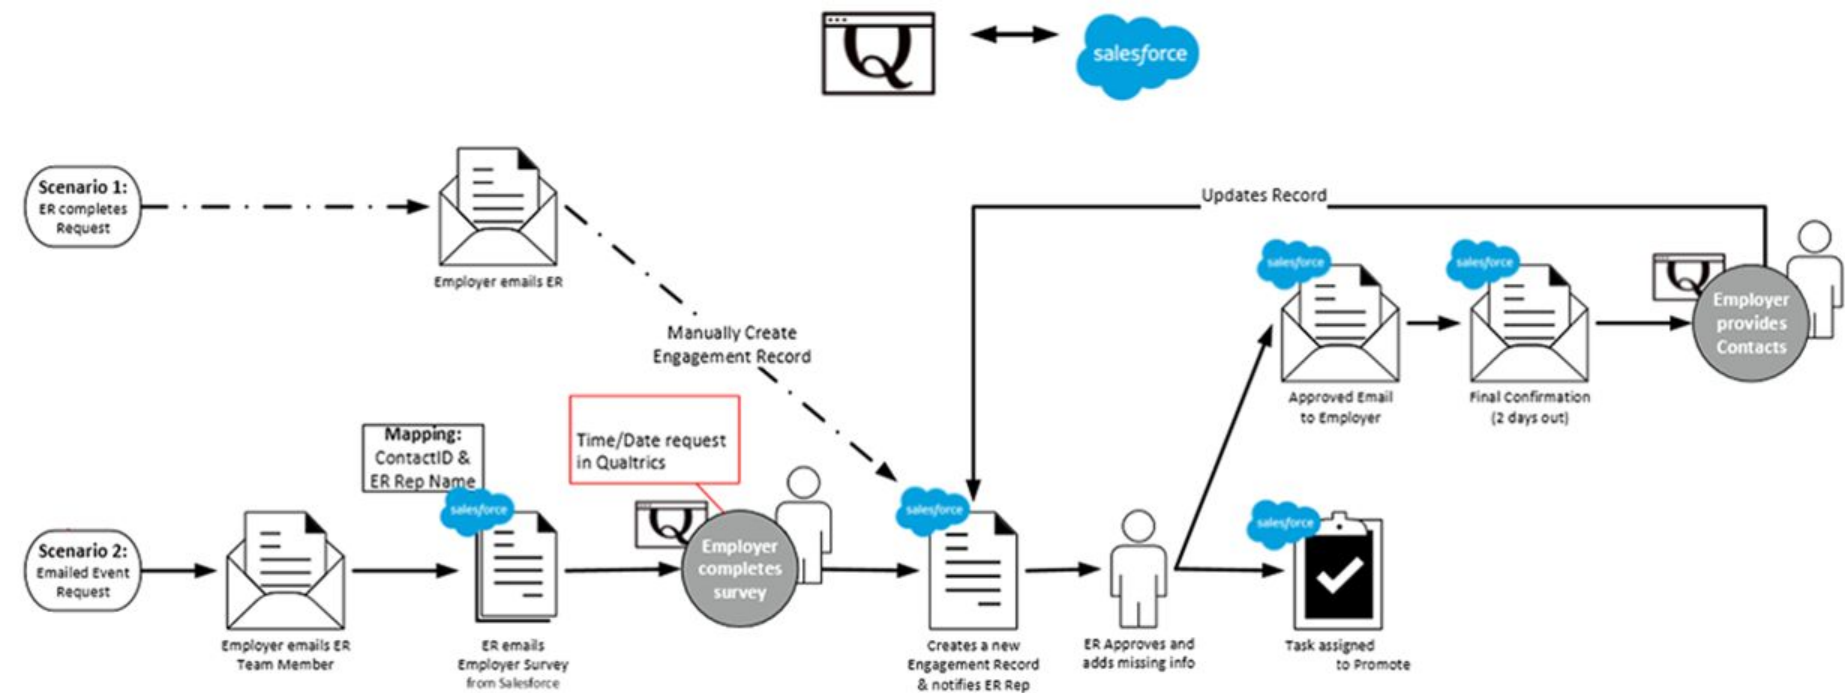 Q
salesforce
Scenario 1:
ER completes
Request
Employer emails ER
Manually Create
Engagement Record
Updates Record
salesforce
salesforce
Q
Employer
provides
Contacts
Approved Email
to Employer
Final Confirmation
(2 days out)
Mapping:
ContactID &
ER Rep Name
Time/Date request
in Qualtrics
Scenario 2:
Emailed Event
Request
Employer emails ER
Team Member
salesforce
ER emails
Employer Survey
from Salesforce
Q
Employer
completes
survey
salesforce
Creates a new
Engagement Record
& notifies ER Rep
ER Approves and
adds missing info
salesforce
Task assigned
to Promote